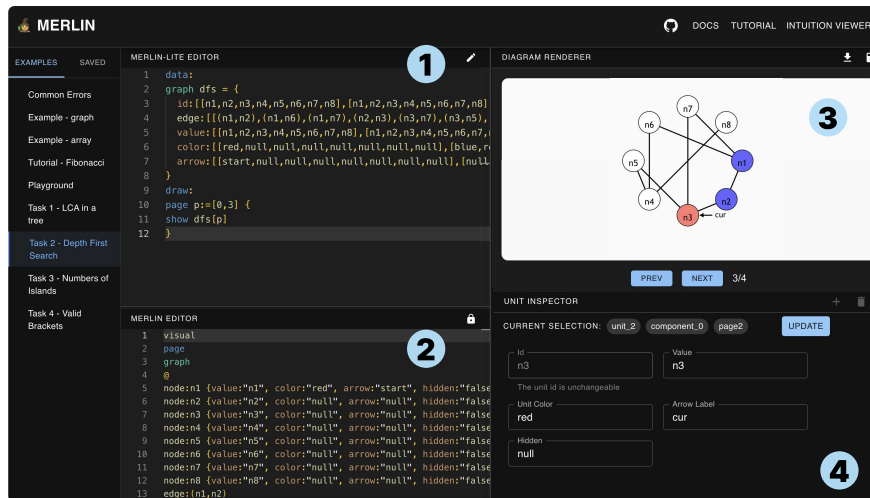 MERLIN
DOCS TUTORIAL INTUITION VIEWER
EXAMPLES SAVED
Common Errors
Example - graph
Example - array
Tutorial - Fibonacci
Playground
Task 1 - LCA in a
tree
Task 2 - Depth First
Search
Task 3 - Numbers of
Islands
Task 4 - Valid
Brackets
MERLIN-LITE EDITOR
1
1 data:
2 graph dfs = {
3 id:[[n1,n2,n3,n4,n5,n6,n7,n8],[n1,n2,n3,n4,n5,n6,n7,n8]
4 edge:[[(n1,n2),(n1,n6),(n1,n7),(n2,n3),(n3,n7),(n3,n5),
5 value:[[n1,n2,n3,n4,n5,n6,n7,n8],[n1,n2,n3,n4,n5,n6,n7,
6 color:[[red,null,null,null,null,null,null,null],[blue,re
7 arrow:[[start,null,null,null,null,null,null,null],[null
8 }
9 draw:
10 page p:=[0,3] {
11 show dfs[p]
12 }
MERLIN EDITOR
2
1 visual
2 page
3 graph
4 @
5 node:n1 {value:"n1", color:"red", arrow:"start", hidden:"false
6 node:n2 {value:"n2", color:"null", arrow:"null", hidden:"false
7 node:n3 {value:"n3", color:"null", arrow:"null", hidden:"false
8 node:n4 {value:"n4", color:"null", arrow:"null", hidden:"false
9 node:n5 {value:"n5", color:"null", arrow:"null", hidden:"false
10 node:n6 {value:"n6", color:"null", arrow:"null", hidden:"false
11 node:n7 {value:"n7", color:"null", arrow:"null", hidden:"false
12 node:n8 {value:"n8", color:"null", arrow:"null", hidden:"false
13 edge:(n1,n2)
DIAGRAM RENDERER
3
n7
n6 n8
n5 n1
n4 n2
n3 cur
PREV NEXT 3/4
UNIT INSPECTOR
CURRENT SELECTION: unit_2 component_0 page2 UPDATE
Id Value
n3 n3
The unit id is unchangeable
Unit Color Arrow Label
red cur
Hidden
null
4